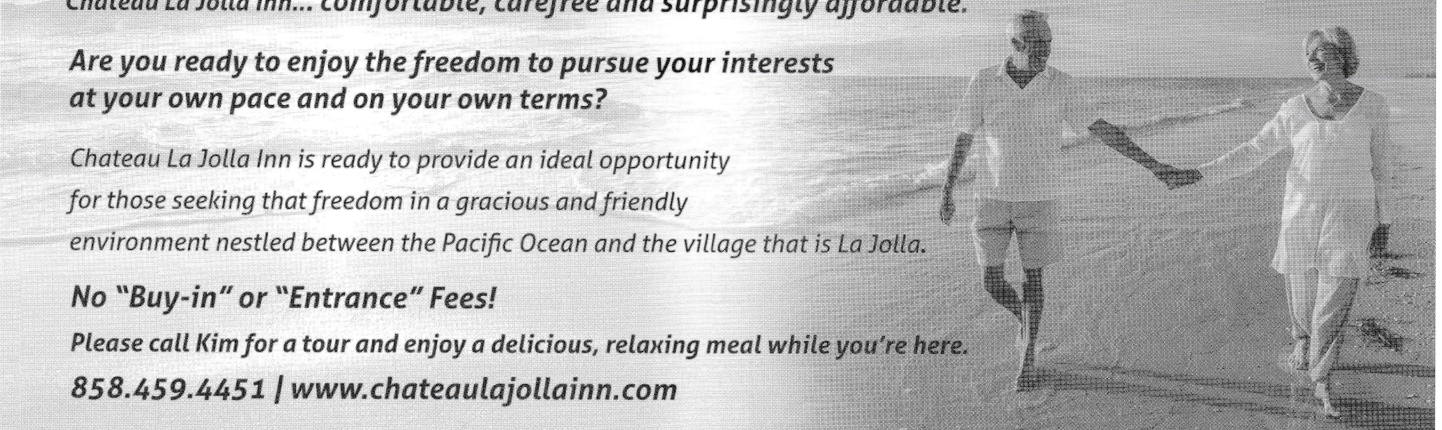 Chateau La Jolla Inn... comfortable, carefree and surprisingly affordable.
Are you ready to enjoy the freedom to pursue your interests
at your own pace and on your own terms?
Chateau La Jolla Inn is ready to provide an ideal opportunity
for those seeking that freedom in a gracious and friendly
environment nestled between the Pacific Ocean and the village that is La Jolla.
No “Buy-in” or “Entrance” Fees!
Please call Kim for a tour and enjoy a delicious, relaxing meal while you’re here.
858.459.4451 | www.chateaulajollainn.com